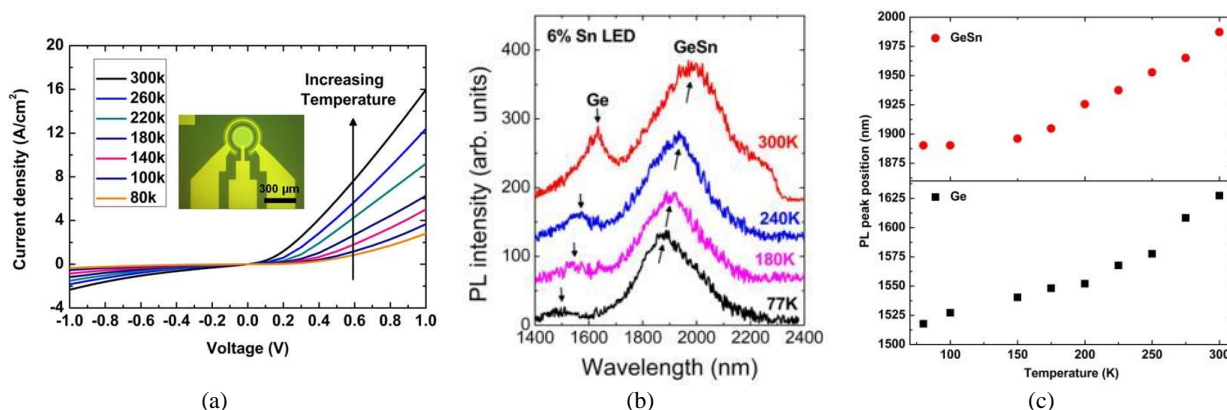 20
16
12
8
4
0
-4
-1.0 -0.8 -0.6 -0.4 -0.2 0.0 0.2 0.4 0.6 0.8 1.0
Current density (A/cm²)
Voltage (V)
300k
260k
220k
180k
140k
100k
80k
Increasing
Temperature
300 µm
(a)
6% Sn LED
GeSn
Ge
300K
240K
180K
77K
400
300
200
100
0
1400 1600 1800 2000 2200 2400
PL intensity (arb. units)
Wavelength (nm)
(b)
2000
1975
1950
1925
1900
1875
GeSn
1625
1600
1575
1550
1525
1500
Ge
100 150 200 250 300
PL peak position (nm)
Temperature (K)
(c)